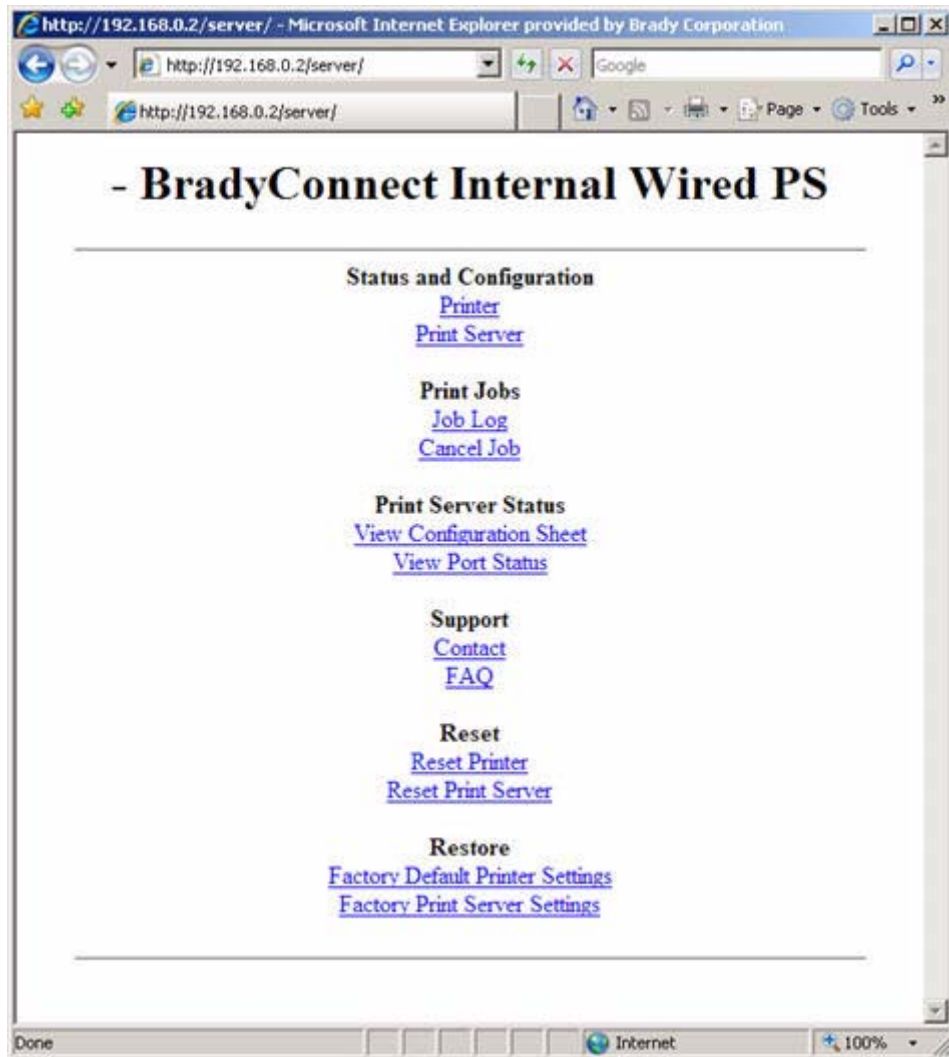 http://192.168.0.2/server/ - Microsoft Internet Explorer provided by Brady Corporation
http://192.168.0.2/server/
Google
http://192.168.0.2/server/
Page
Tools
- BradyConnect Internal Wired PS
Status and Configuration
Printer
Print Server
Print Jobs
Job Log
Cancel Job
Print Server Status
View Configuration Sheet
View Port Status
Support
Contact
FAQ
Reset
Reset Printer
Reset Print Server
Restore
Factory Default Printer Settings
Factory Print Server Settings
Done
Internet
100%